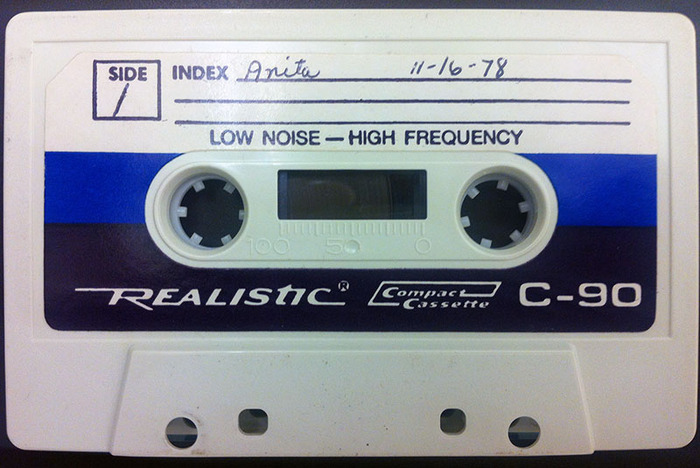 SIDE INDEX Anita 11-16-78
1
LOW NOISE — HIGH FREQUENCY
100 50 0
REALISTIC® Compact Cassette C-90